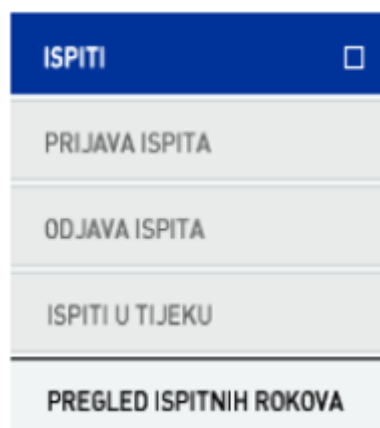 ISPITI
PRIJAVA ISPITA
ODJAVA ISPITA
ISPITI U TIJEKU
PREGLED ISPITNIH ROKOVA